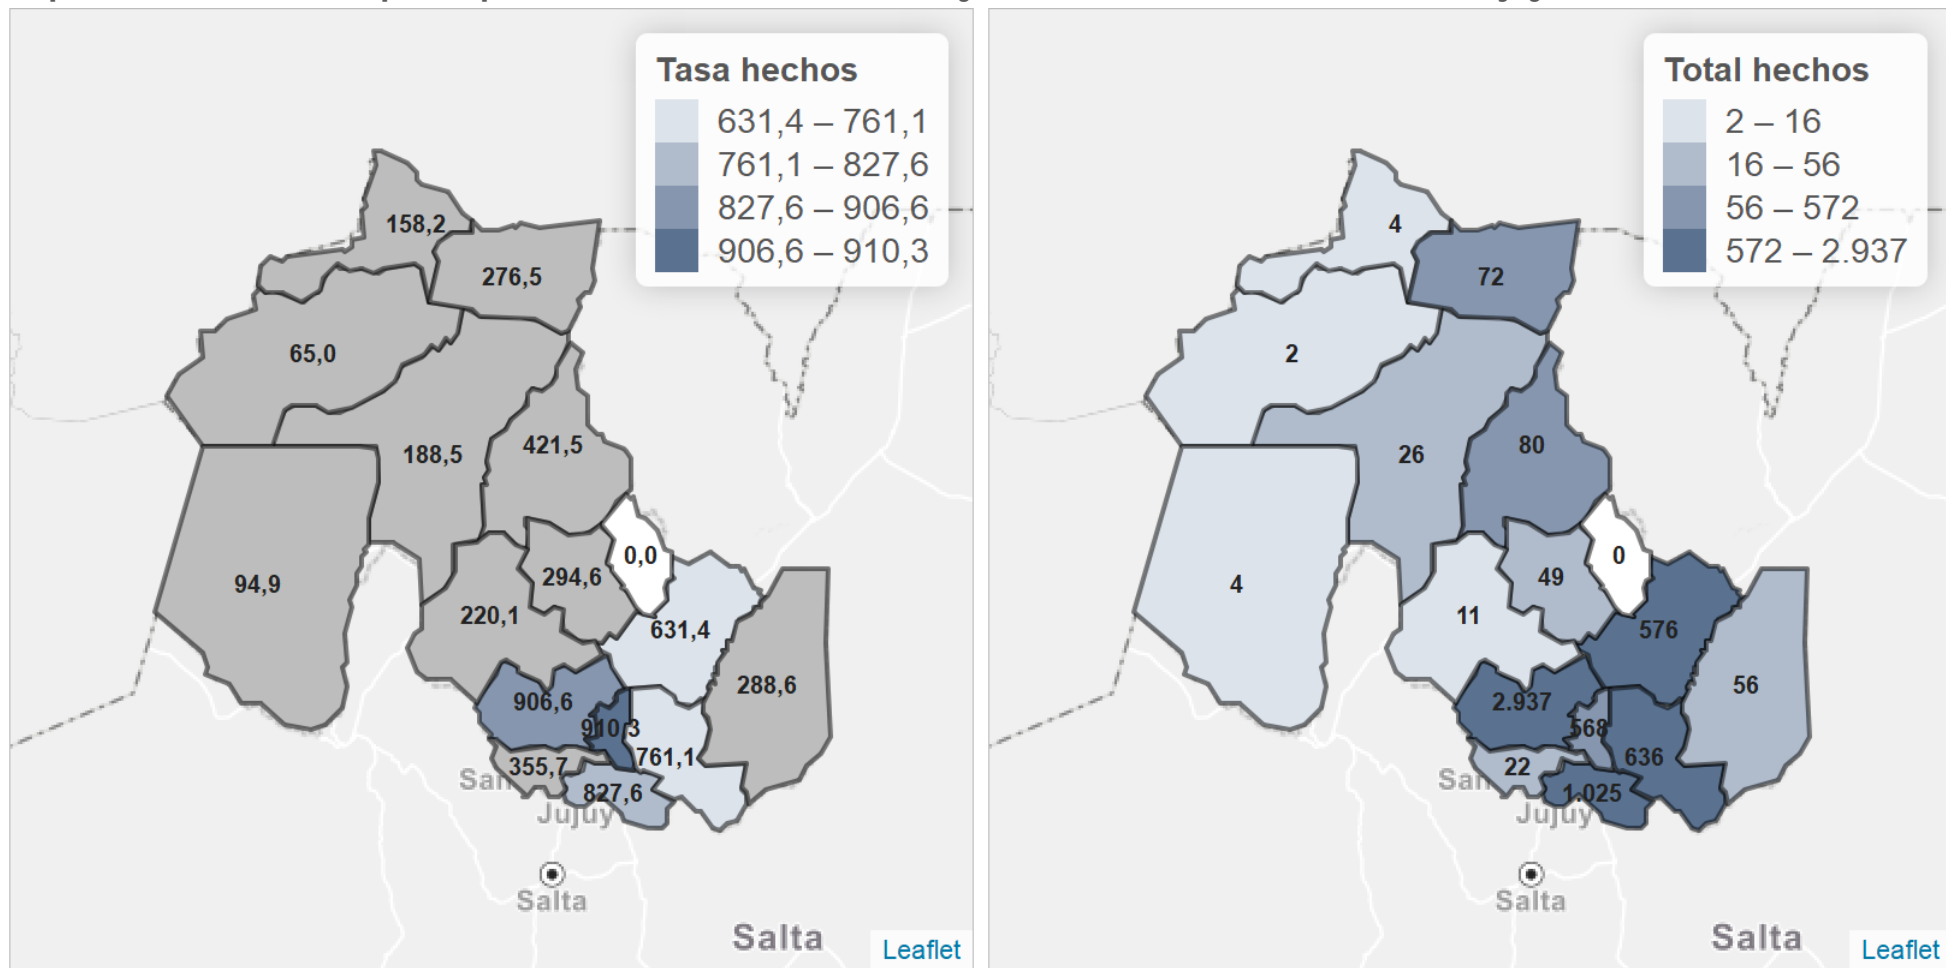 Tasa hechos
631,4 – 761,1
761,1 – 827,6
827,6 – 906,6
906,6 – 910,3
158,2
276,5
65,0
421,5
188,5
0,0
294,6
94,9
220,1
631,4
288,6
906,6
910,3
761,1
355,7
San
827,6
Jujuy
Salta
Salta
Leaflet
Total hechos
2 – 16
16 – 56
56 – 572
572 – 2.937
4
72
2
80
26
0
49
4
11
576
56
2.937
568
636
22
San
1.025
Jujuy
Salta
Salta
Leaflet